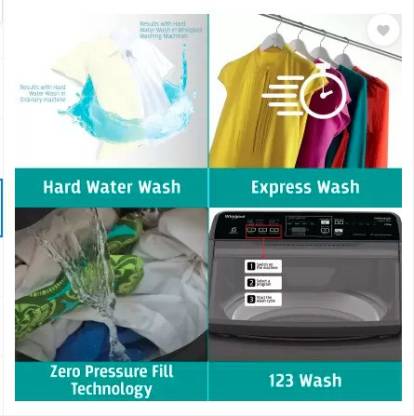 Results with Hard
Water Wash in Whirlpool
Washing Machines
Results with Hard
Water Wash in
Ordinary machine
Hard Water Wash
Express Wash
Whirlpool
1 Switch on
the machine
2 Select a
program
3 Start the
wash cycle
Zero Pressure Fill
Technology
123 Wash